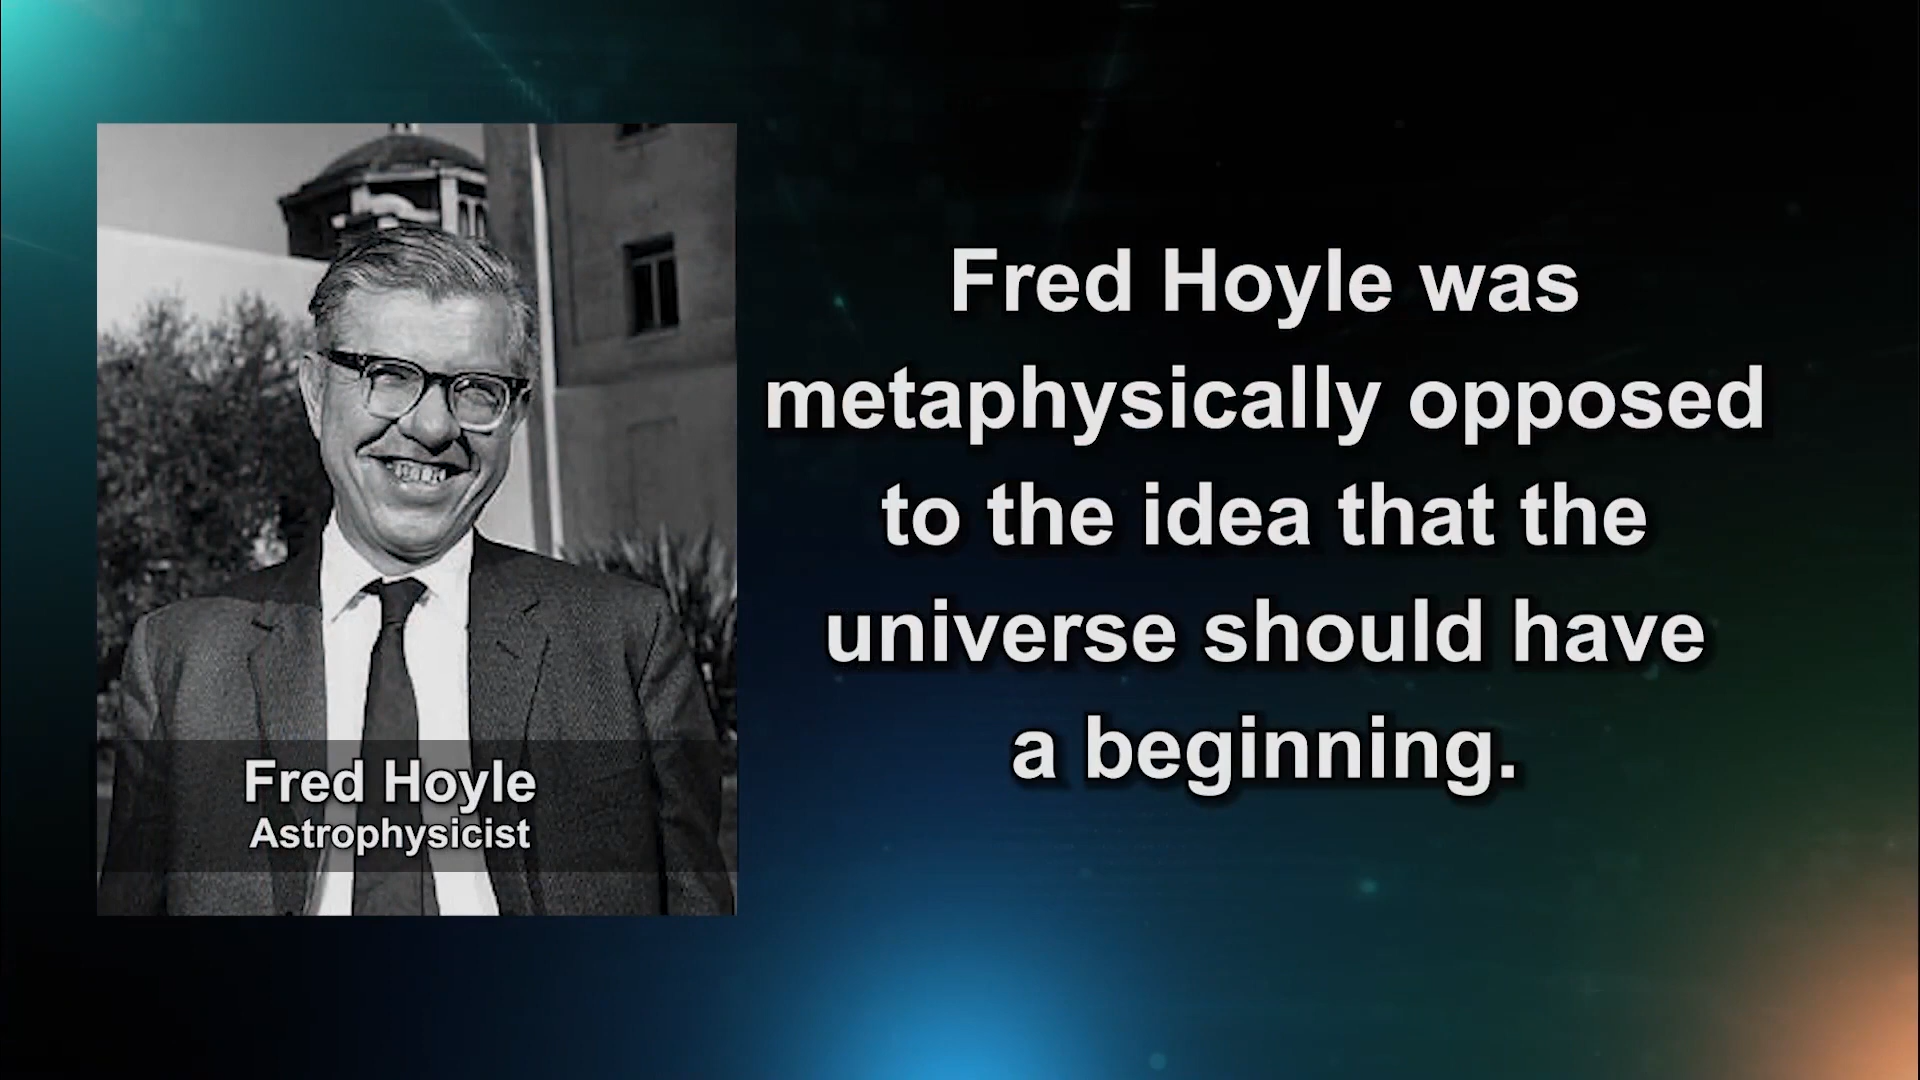 Fred Hoyle was
metaphysically opposed
to the idea that the
universe should have
a beginning.
Fred Hoyle
Astrophysicist